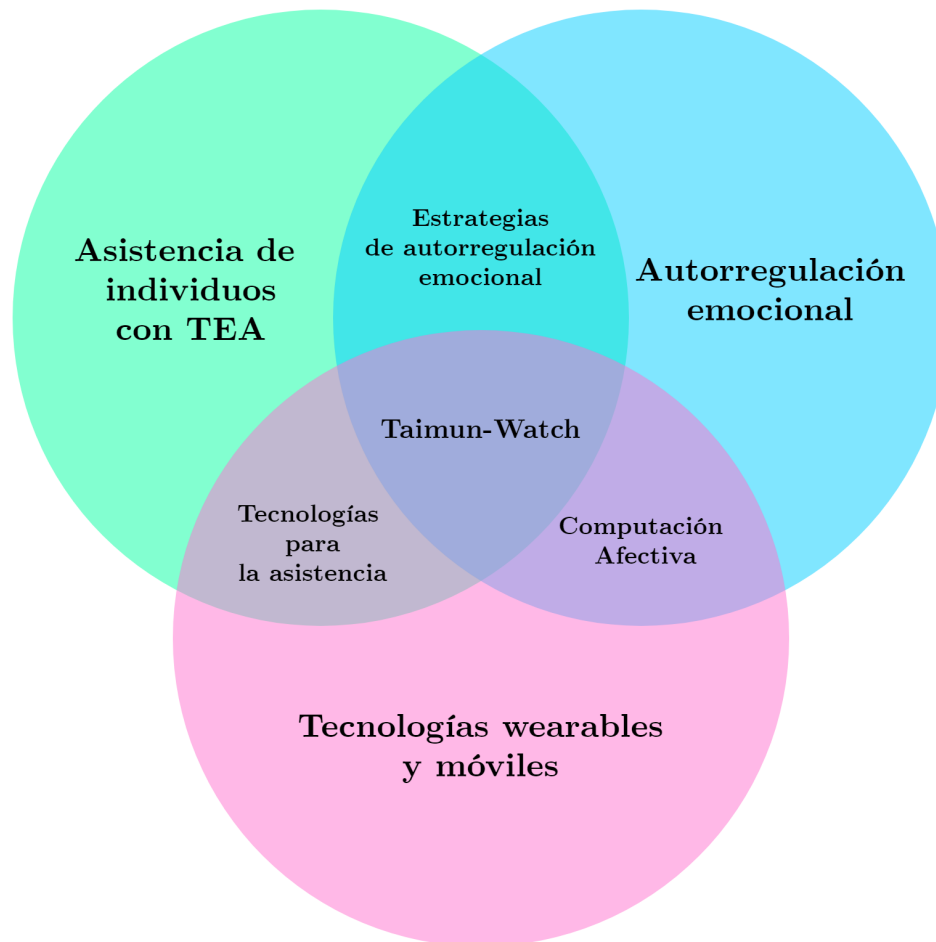 Estrategias
de autorregulación
emocional
Asistencia de
individuos
con TEA
Autorregulación
emocional
Taimun-Watch
Tecnologías
para
la asistencia
Computación
Afectiva
Tecnologías wearables
y móviles